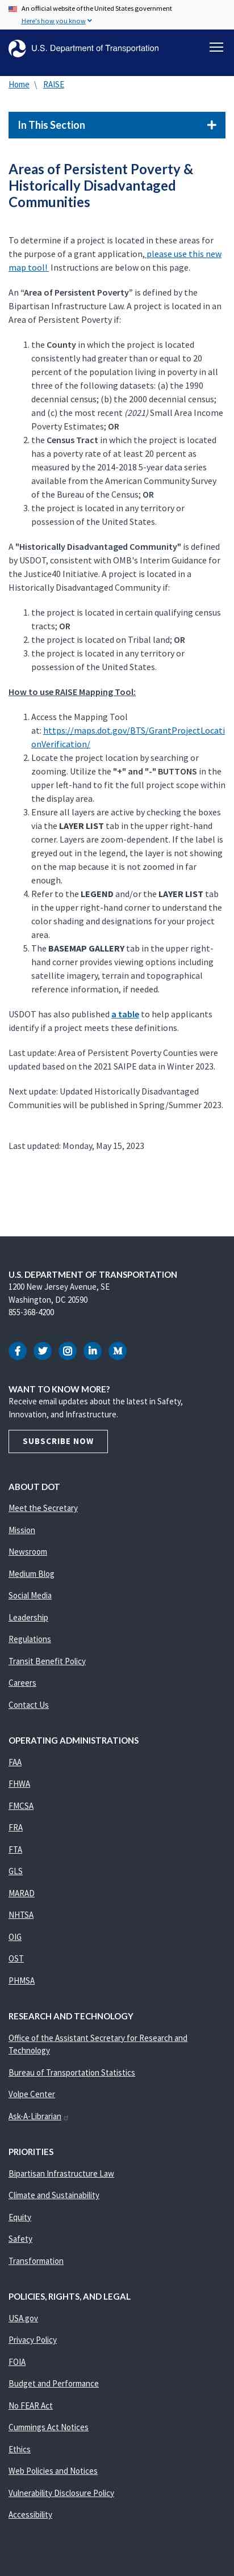 An official website of the United States government
Here's how you know
U.S. Department of Transportation
Home \ RAISE
In This Section +
Areas of Persistent Poverty &
Historically Disadvantaged
Communities
To determine if a project is located in these areas for
the purpose of a grant application, please use this new
map tool! Instructions are below on this page.
An “Area of Persistent Poverty” is defined by the
Bipartisan Infrastructure Law A project is located in an
Area of Persistent Poverty if:
1. the County in which the project is located
consistently had greater than or equal to 20
percent of the population living in poverty in all
three of the following datasets: (a) the 1990
decennial census; (b) the 2000 decennial census;
and (c) the most recent (2021) Small Area Income
Poverty Estimates; OR
2. the Census Tract in which the project is located
has a poverty rate of at least 20 percent as
measured by the 2014-2018 5-year data series
available from the American Community Survey
of the Bureau of the Census; OR
3. the project is located in any territory or
possession of the United States.
A "Historically Disadvantaged Community" is defined
by USDOT, consistent with OMB's Interim Guidance for
the Justice40 Initiative. A project is located in a
Historically Disadvantaged Community if:
1. the project is located in certain qualifying census
tracts; OR
2. the project is located on Tribal land; OR
3. the project is located in any territory or
possession of the United States.
How to use RAISE Mapping Tool:
1. Access the Mapping Tool
at: https://maps.dot.gov/BTS/GrantProjectLocati
onVerification/
2. Locate the project location by searching or
zooming. Utilize the "+" and "-" BUTTONS in the
upper left-hand to fit the full project scope within
the display area.
3. Ensure all layers are active by checking the boxes
via the LAYER LIST tab in the upper right-hand
corner. Layers are zoom-dependent. If the label is
greyed out in the legend, the layer is not showing
on the map because it is not zoomed in far
enough.
4. Refer to the LEGEND and/or the LAYER LIST tab
in the upper right-hand corner to understand the
color shading and designations for your project
area.
5. The BASEMAP GALLERY tab in the upper right-
hand corner provides viewing options including
satellite imagery, terrain and topographical
reference information, if needed.
USDOT has also published a table to help applicants
identify if a project meets these definitions.
Last update: Area of Persistent Poverty Counties were
updated based on the 2021 SAIPE data in Winter 2023.
Next update: Updated Historically Disadvantaged
Communities will be published in Spring/Summer 2023.
Last updated: Monday, May 15, 2023
U.S. DEPARTMENT OF TRANSPORTATION
1200 New Jersey Avenue, SE
Washington, DC 20590
855-368-4200
WANT TO KNOW MORE?
Receive email updates about the latest in Safety,
Innovation, and Infrastructure.
SUBSCRIBE NOW
ABOUT DOT
Meet the Secretary
Mission
Newsroom
Medium Blog
Social Media
Leadership
Regulations
Transit Benefit Policy
Careers
Contact Us
OPERATING ADMINISTRATIONS
FAA
FHWA
FMCSA
FRA
FTA
GLS
MARAD
NHTSA
OIG
OST
PHMSA
RESEARCH AND TECHNOLOGY
Office of the Assistant Secretary for Research and
Technology
Bureau of Transportation Statistics
Volpe Center
Ask-A-Librarian
PRIORITIES
Bipartisan Infrastructure Law
Climate and Sustainability
Equity
Safety
Transformation
POLICIES, RIGHTS, AND LEGAL
USA.gov
Privacy Policy
FOIA
Budget and Performance
No FEAR Act
Cummings Act Notices
Ethics
Web Policies and Notices
Vulnerability Disclosure Policy
Accessibility